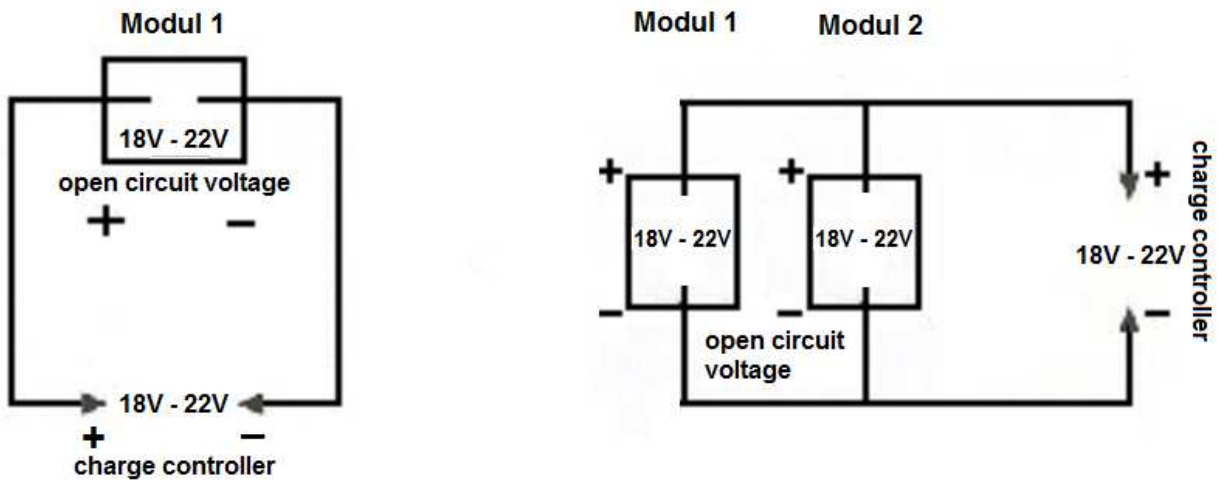 Modul 1
18V - 22V
open circuit voltage
+ −
18V - 22V
+ −
charge controller
Modul 1 Modul 2
+ + +
18V - 22V 18V - 22V 18V - 22V
− − −
open circuit
voltage
charge controller